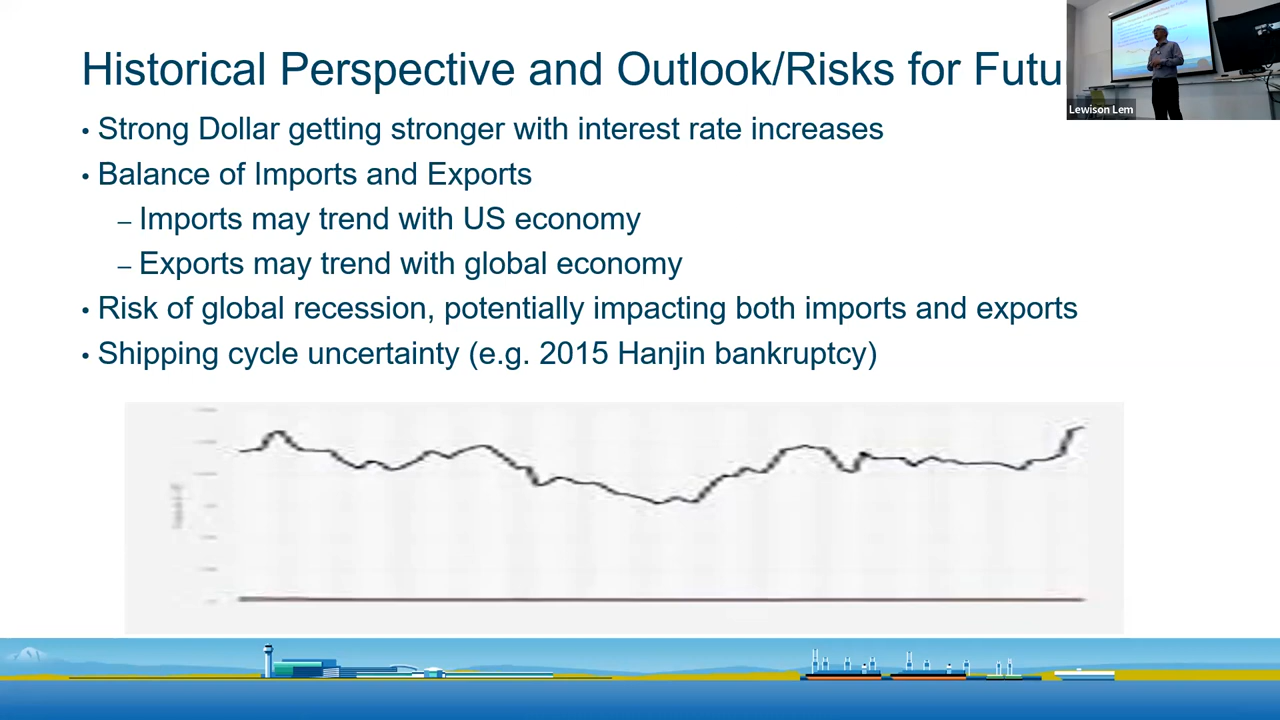 Historical Perspective and Outlook/Risks for Futu
Lewison Lem
• Strong Dollar getting stronger with interest rate increases
• Balance of Imports and Exports
– Imports may trend with US economy
– Exports may trend with global economy
• Risk of global recession, potentially impacting both imports and exports
• Shipping cycle uncertainty (e.g. 2015 Hanjin bankruptcy)